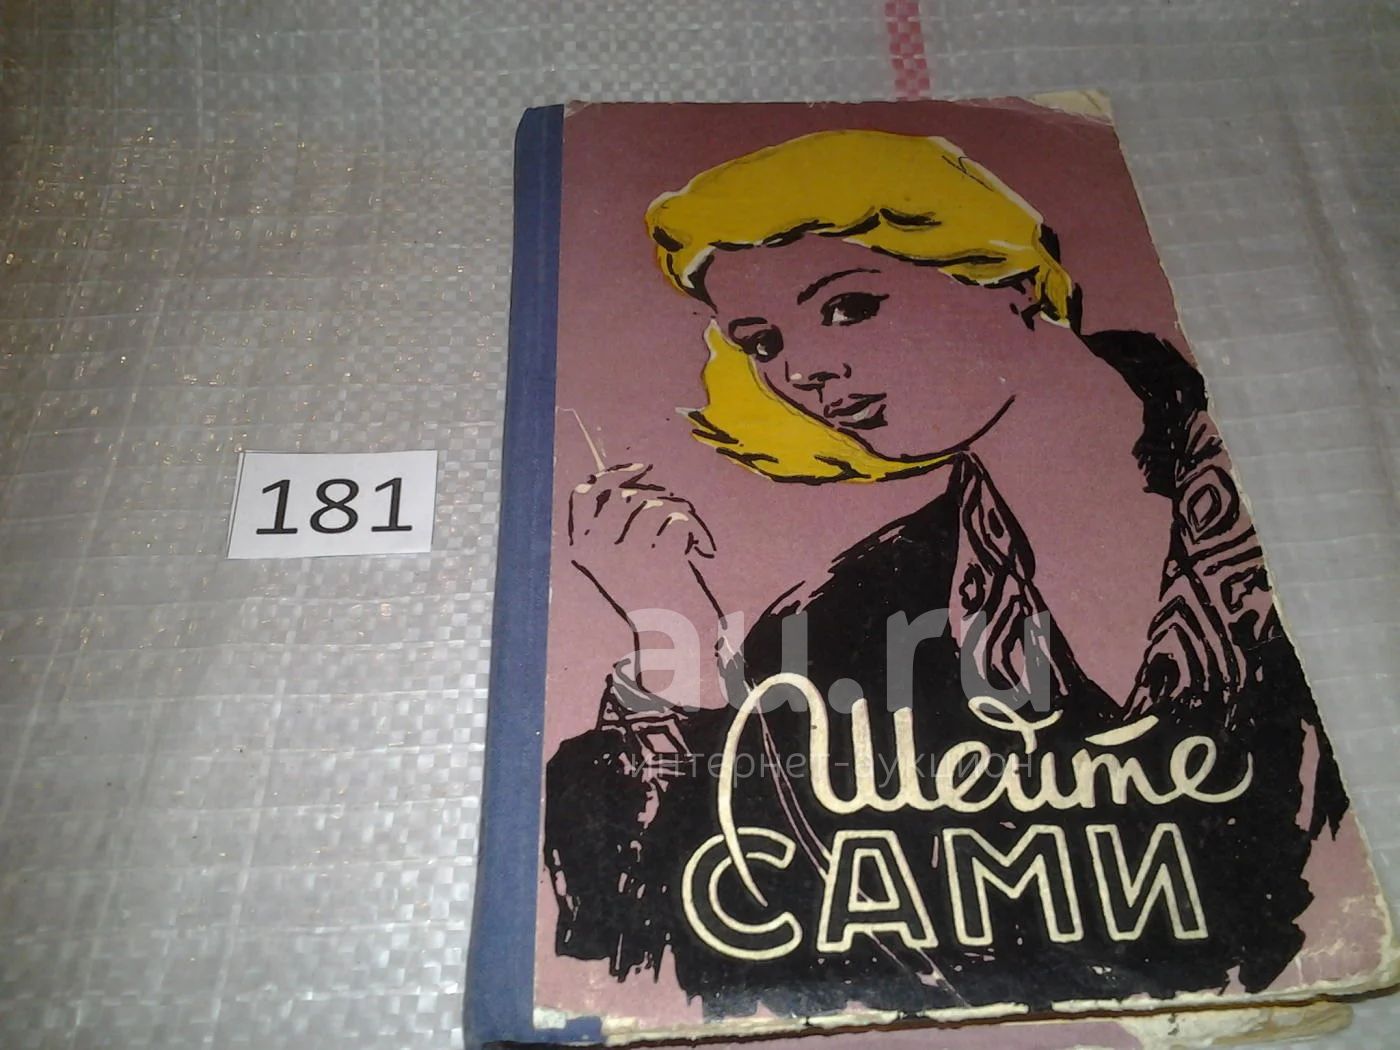 181
au.ru
интернет-аукцион
Шейте
САМИ